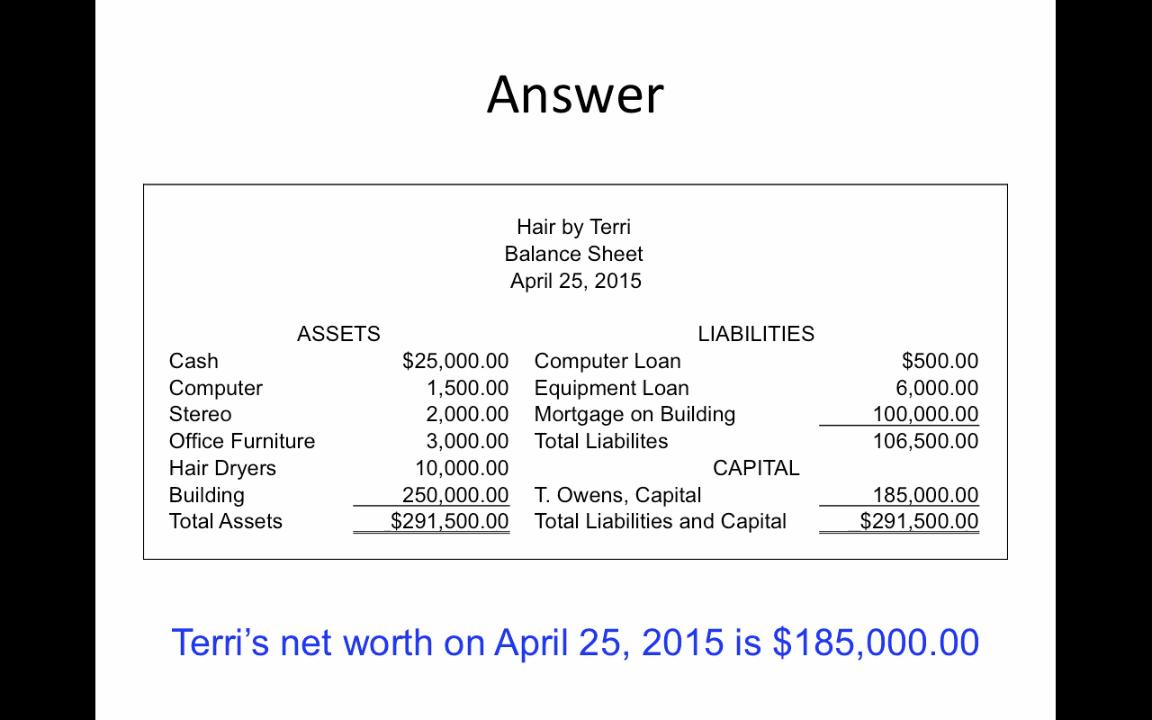 Answer
Hair by Terri
Balance Sheet
April 25, 2015
ASSETS LIABILITIES
Cash $25,000.00 Computer Loan $500.00
Computer 1,500.00 Equipment Loan 6,000.00
Stereo 2,000.00 Mortgage on Building 100,000.00
Office Furniture 3,000.00 Total Liabilites 106,500.00
Hair Dryers 10,000.00 CAPITAL
Building 250,000.00 T. Owens, Capital 185,000.00
Total Assets $291,500.00 Total Liabilities and Capital $291,500.00
Terri’s net worth on April 25, 2015 is $185,000.00